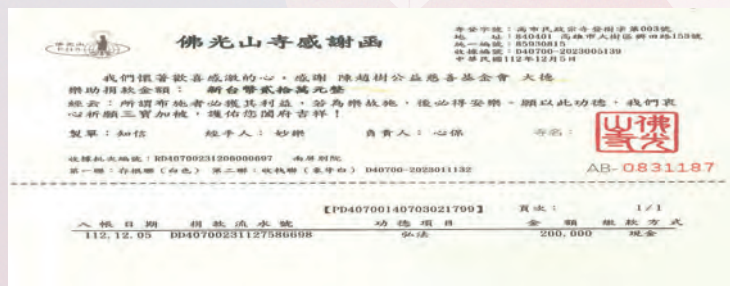 佛光山寺感謝函
寺登字號：高市民政宗寺登樹字第003號
地　址：840401 高雄市大樹區興田路153號
統一編號：85930815
收據編號：D40700-2023005139
中華民國112年12月5日
我們懷著歡喜感激的心，感謝 陳趙樹公益慈善基金會 大德
樂助捐款金額： 新台幣貳拾萬元整
經云：所謂布施者必獲其利益，若為樂故施，後必得安樂。願以此功德，我們衷
心祈願三寶加被，護佑您闔府吉祥！
製單：知信 經手人：妙樂 負責人：心保 寺名：
佛光山寺
收據批次編號：RD40700231208000697 南屏別院
第一聯：存根聯（白色） 第二聯：收執聯（象牙白） D40700-2023011132
AB-0831187
【PD40700140703021799】 頁次： 1/1
入帳日期 捐款流水號 功德項目 金額 繳款方式
112.12.05 DD40700231127586698 弘法 200,000 現金